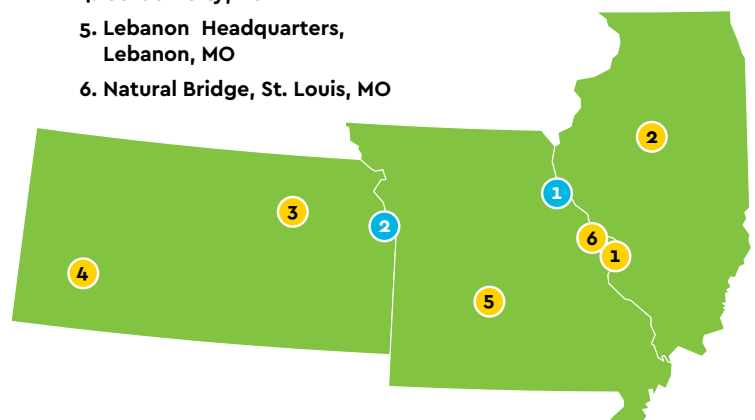 5. Lebanon Headquarters,
Lebanon, MO
6. Natural Bridge, St. Louis, MO
2
1
3
2
6
1
4
5